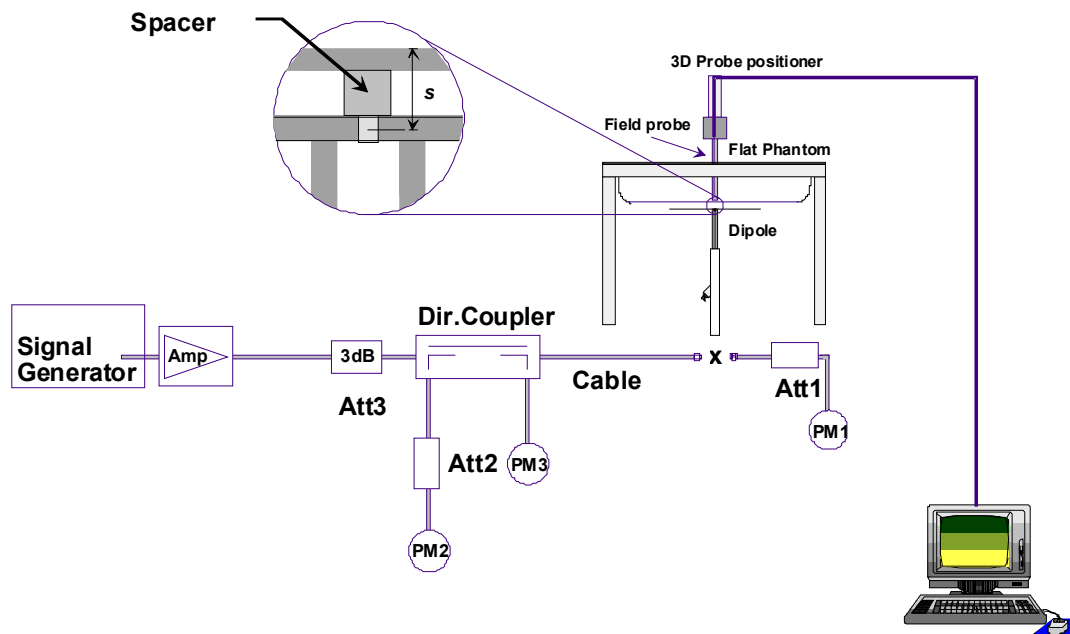 Spacer
s
3D Probe positioner
Field probe
Flat Phantom
Dipole
Signal
Generator
Amp
3dB
Att3
Dir.Coupler
Cable
x
Att1
PM1
Att2
PM3
PM2